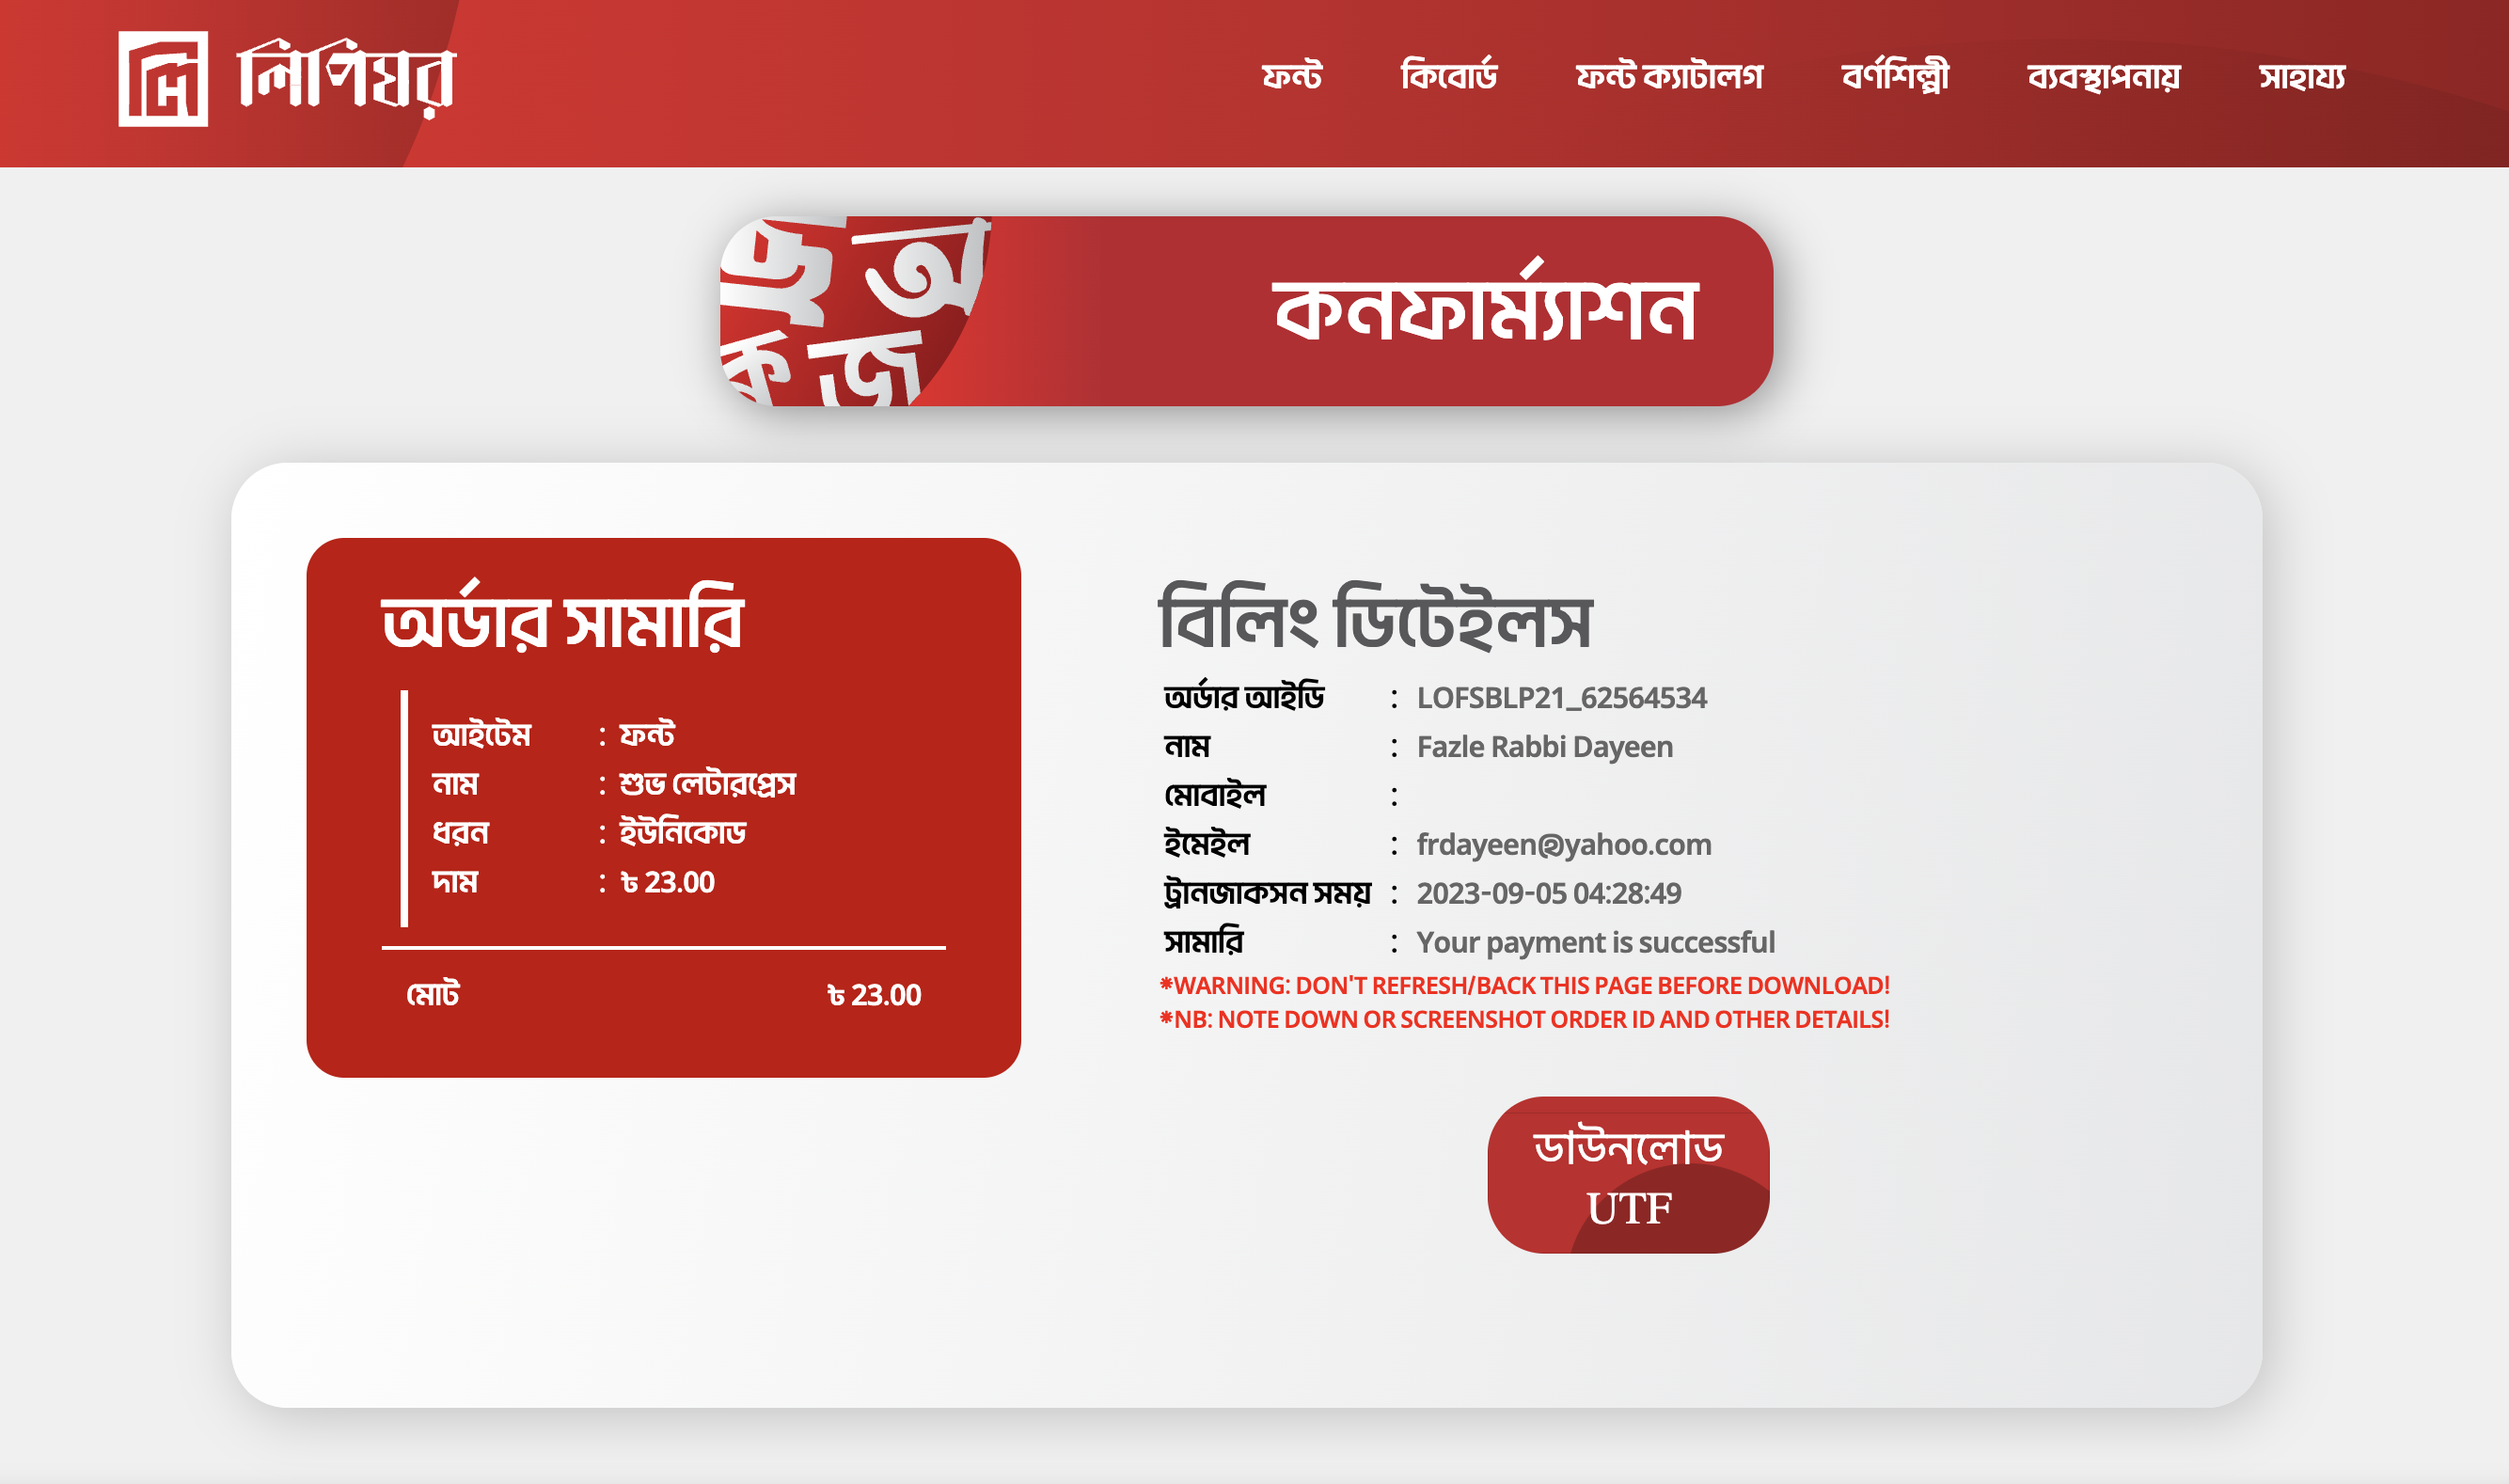 লিপিঘর
ফন্ট কিবোর্ড ফন্ট ক্যাটালগ বর্ণশিল্পী ব্যবস্থাপনায় সাহায্য
অ
ক জ
কনফার্ম্যাশন
অর্ডার সামারি
আইটেম : ফন্ট
নাম : শুভ লেটারপ্রেস
ধরন : ইউনিকোড
দাম : ৳ 23.00
মোট ৳ 23.00
বিলিং ডিটেইলস
অর্ডার আইডি : LOFSBLP21_62564534
নাম : Fazle Rabbi Dayeen
মোবাইল :
ইমেইল : frdayeen@yahoo.com
ট্রানজাকসন সময় : 2023-09-05 04:28:49
সামারি : Your payment is successful
*WARNING: DON'T REFRESH/BACK THIS PAGE BEFORE DOWNLOAD!
*NB: NOTE DOWN OR SCREENSHOT ORDER ID AND OTHER DETAILS!
ডাউনলোড
UTF